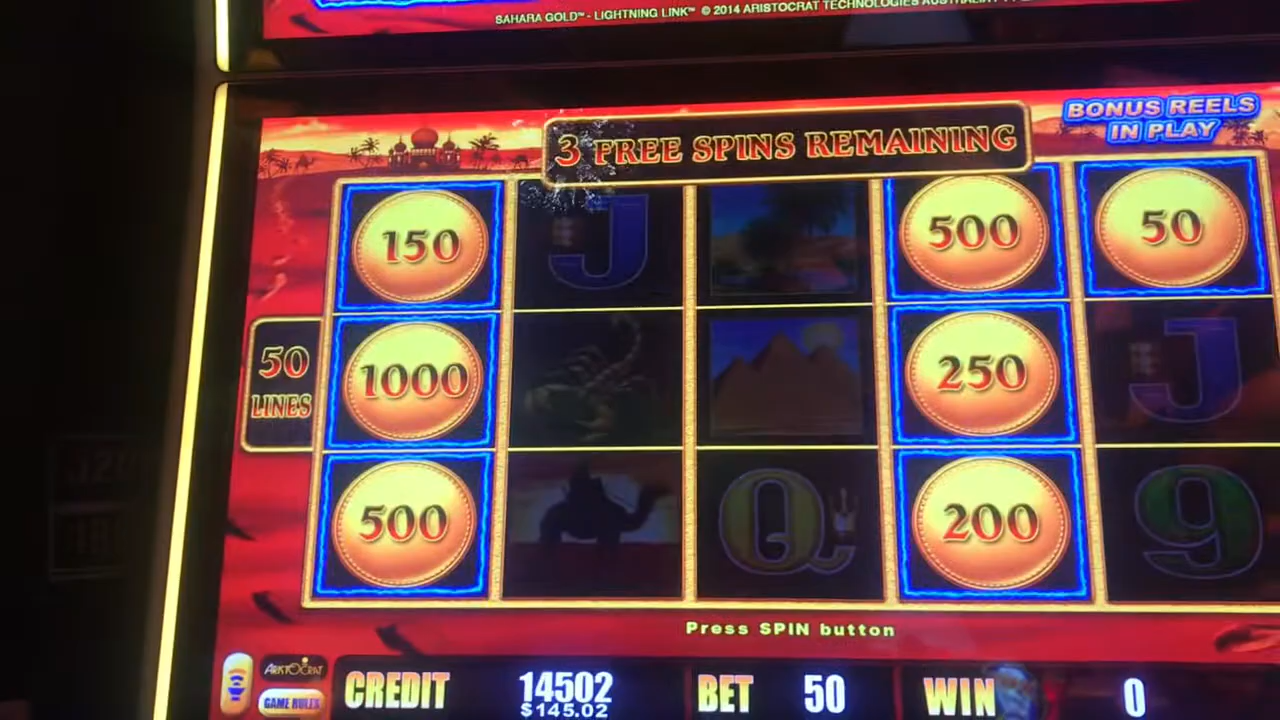 SAHARA GOLD™ - LIGHTNING LINK™ © 2014 ARISTOCRAT TECHNOLOGIES AUSTRALIA
BONUS REELS
IN PLAY
3 FREE SPINS REMAINING
150
J
500
50
50
LINES
1000
250
J
500
Q
200
9
Press SPIN button
ARISTOCRAT
GAME RULES
CREDIT
14502
$145.02
BET
50
WIN
0